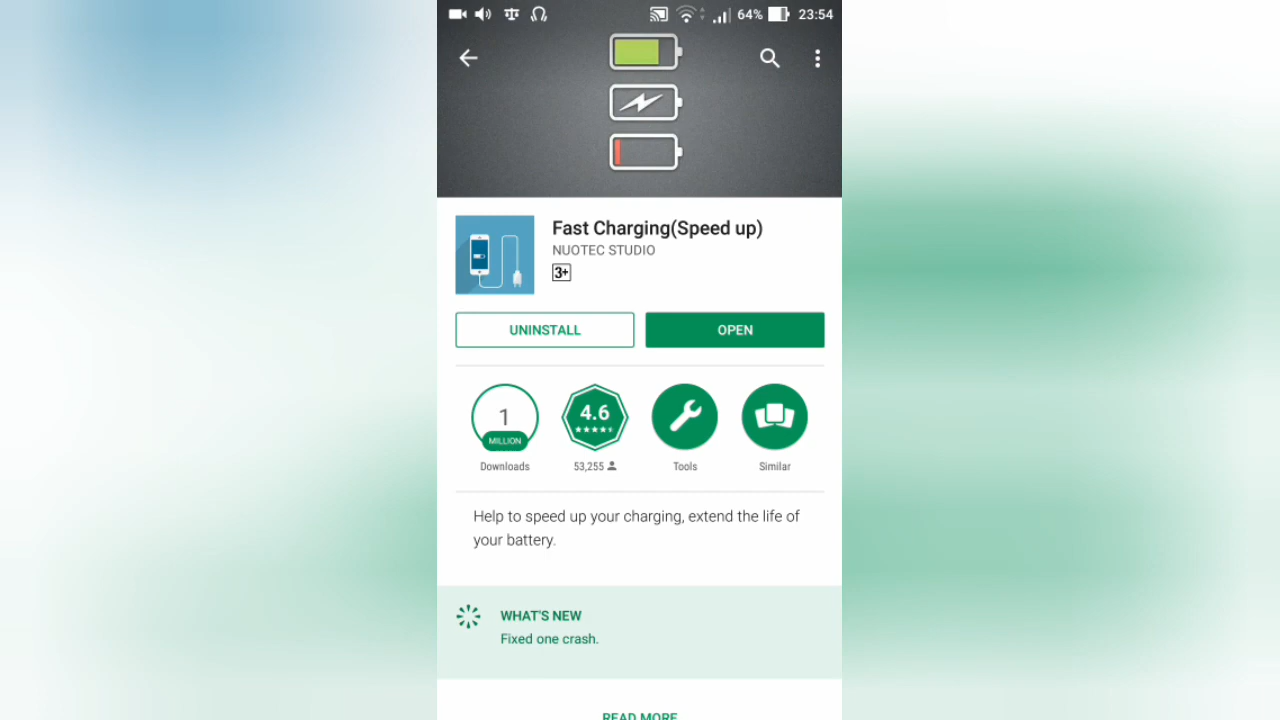 64% 23:54
Fast Charging(Speed up)
NUOTEC STUDIO
3+
UNINSTALL
OPEN
1
MILLION
Downloads
4.6
53,255
Tools
Similar
Help to speed up your charging, extend the life of
your battery.
WHAT'S NEW
Fixed one crash.
READ MORE